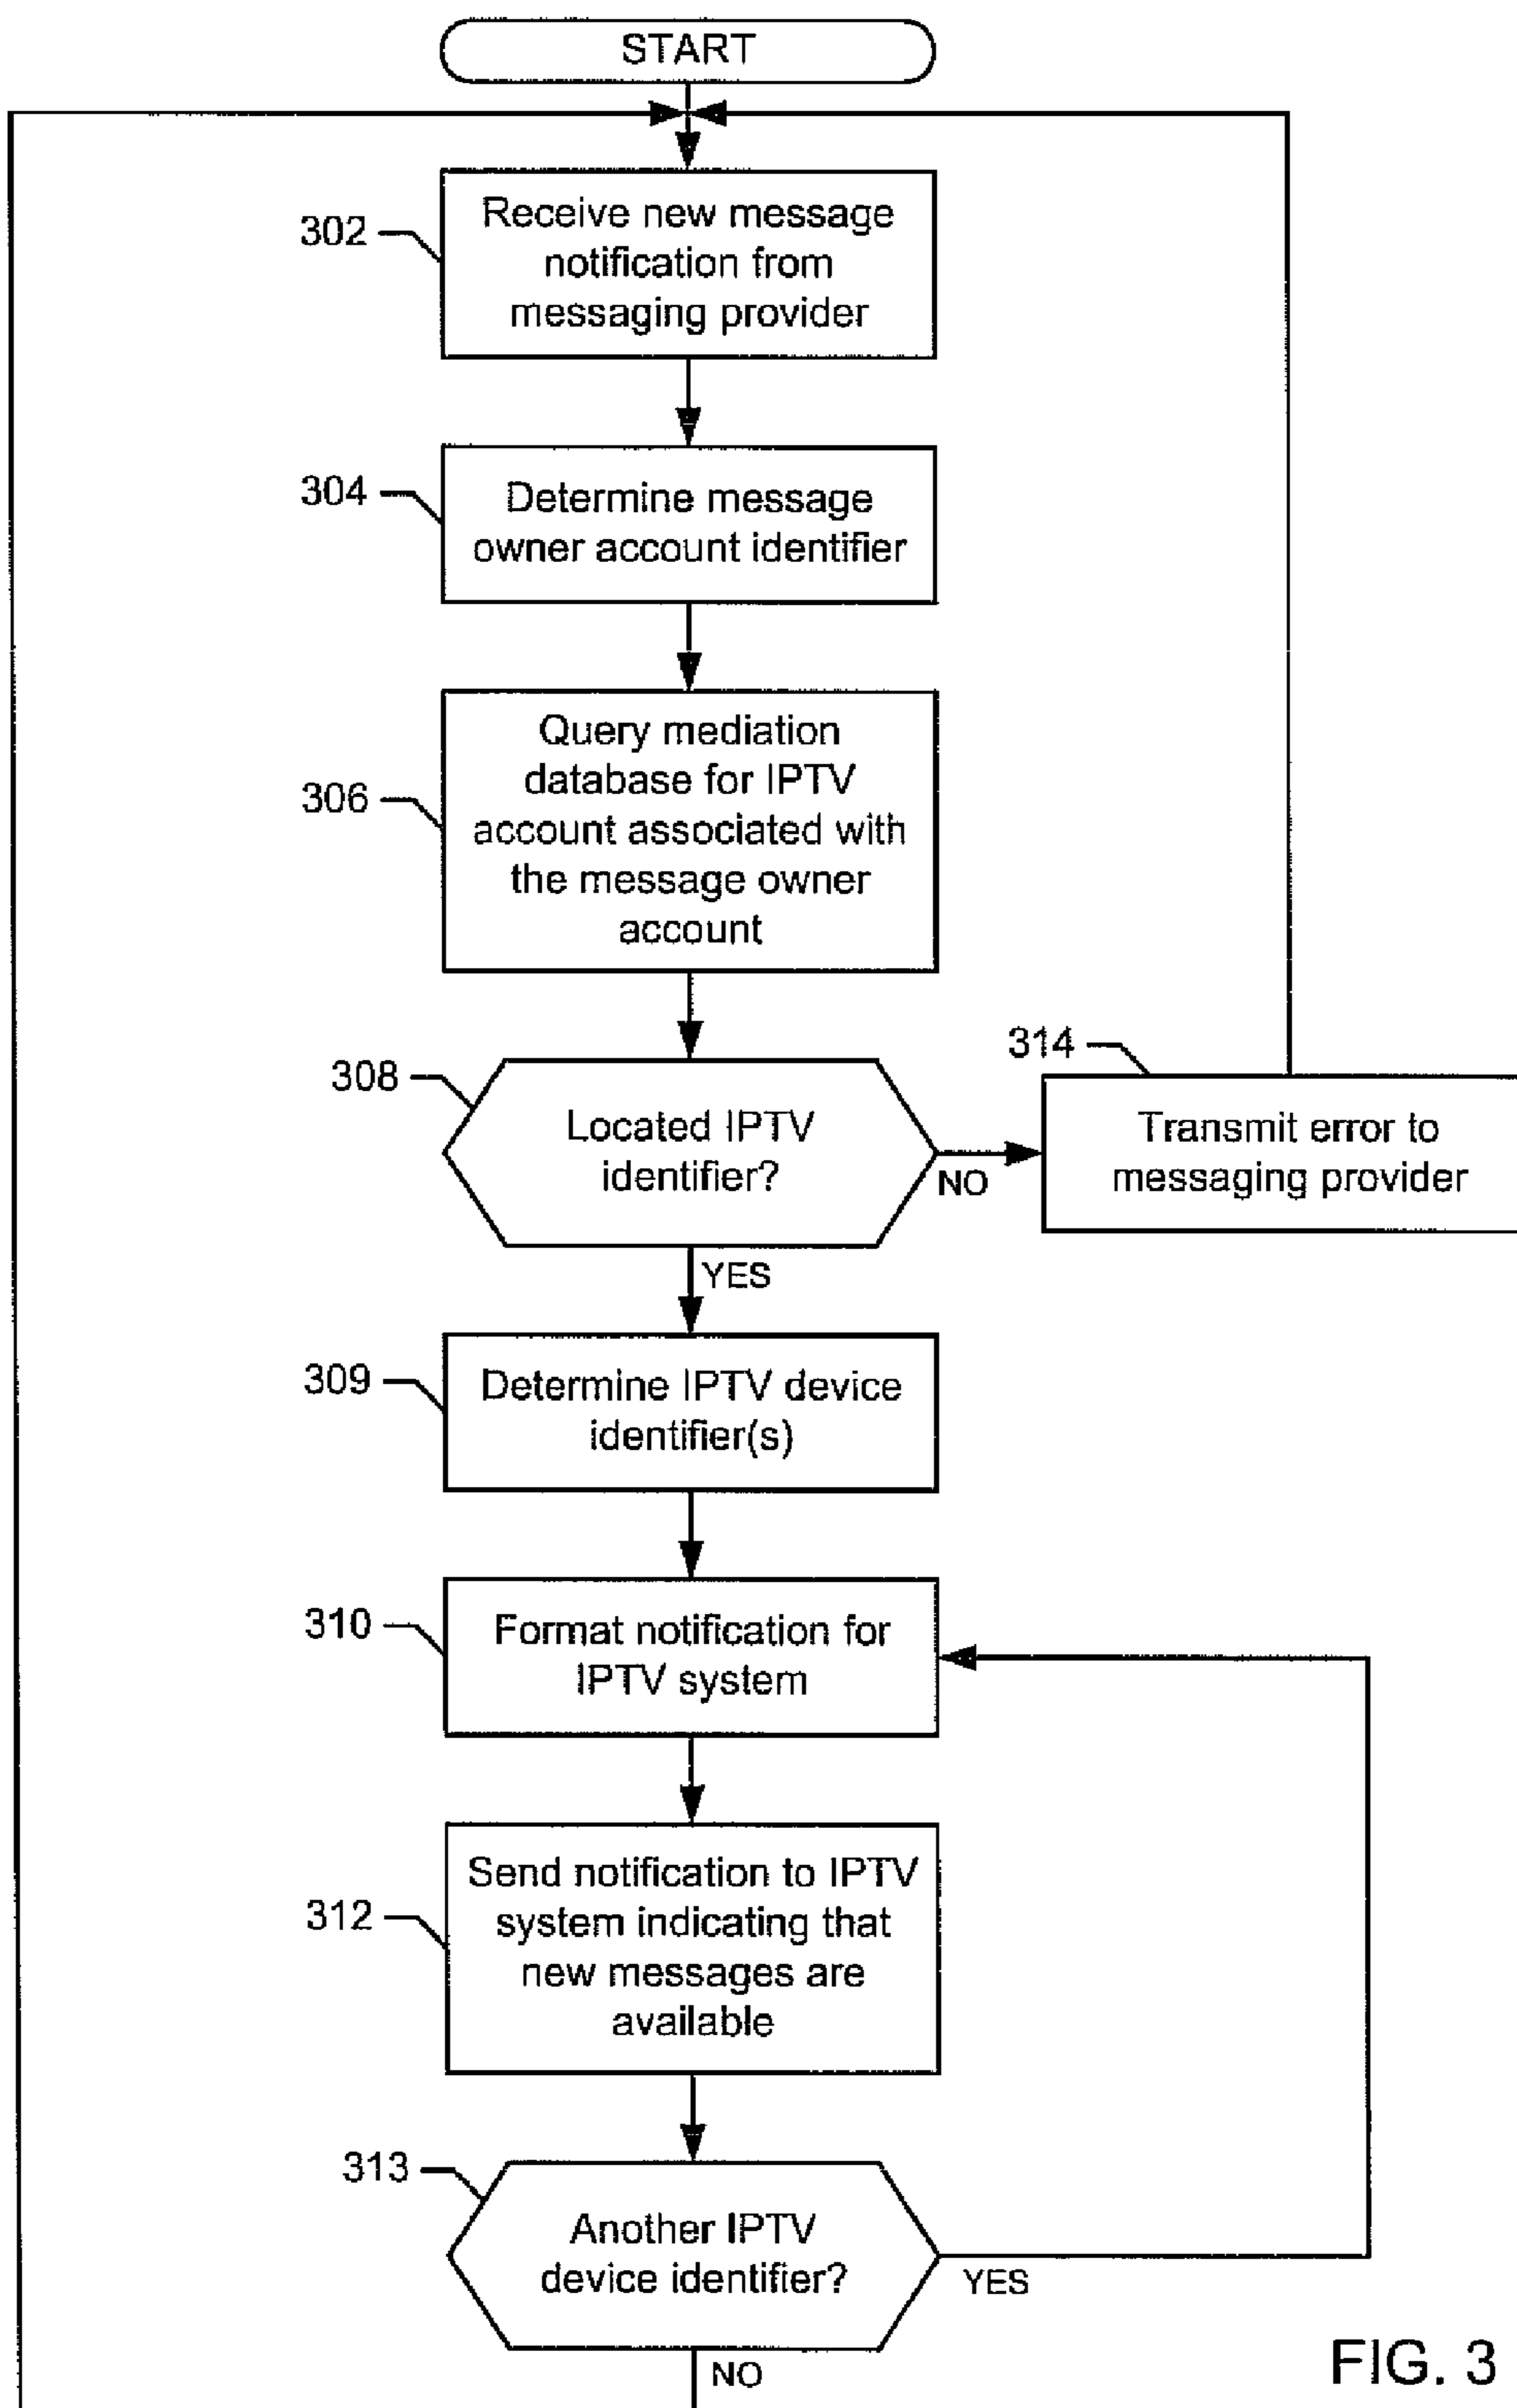 START
302
Receive new message
notification from
messaging provider
304
Determine message
owner account identifier
306
Query mediation
database for IPTV
account associated with
the message owner
account
308
Located IPTV
identifier?
NO
314
Transmit error to
messaging provider
YES
309
Determine IPTV device
identifier(s)
310
Format notification for
IPTV system
312
Send notification to IPTV
system indicating that
new messages are
available
313
Another IPTV
device identifier?
YES
NO
FIG. 3